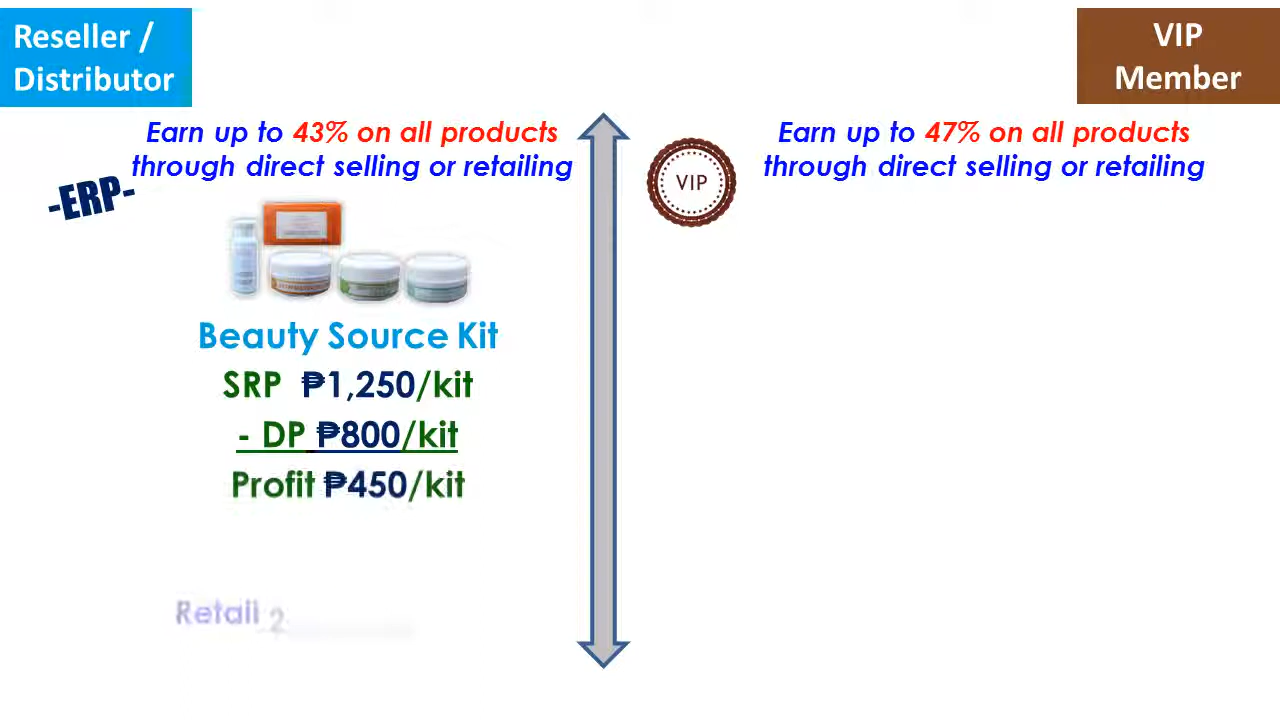 Reseller /
Distributor
VIP
Member
Earn up to 43% on all products
through direct selling or retailing
-ERP-
Earn up to 47% on all products
through direct selling or retailing
VIP
Beauty Source Kit
SRP ₱1,250/kit
- DP ₱800/kit
Profit ₱450/kit
Retail 2